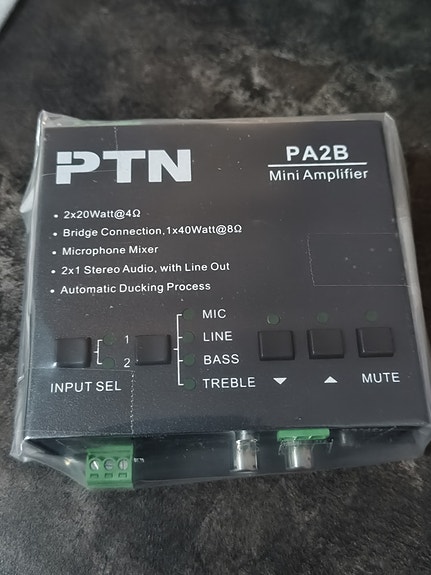 PTN
PA2B
Mini Amplifier
• 2x20Watt@4Ω
• Bridge Connection,1x40Watt@8Ω
• Microphone Mixer
• 2x1 Stereo Audio, with Line Out
• Automatic Ducking Process
MIC
1 LINE
2 BASS
INPUT SEL TREBLE ▼ ▲ MUTE